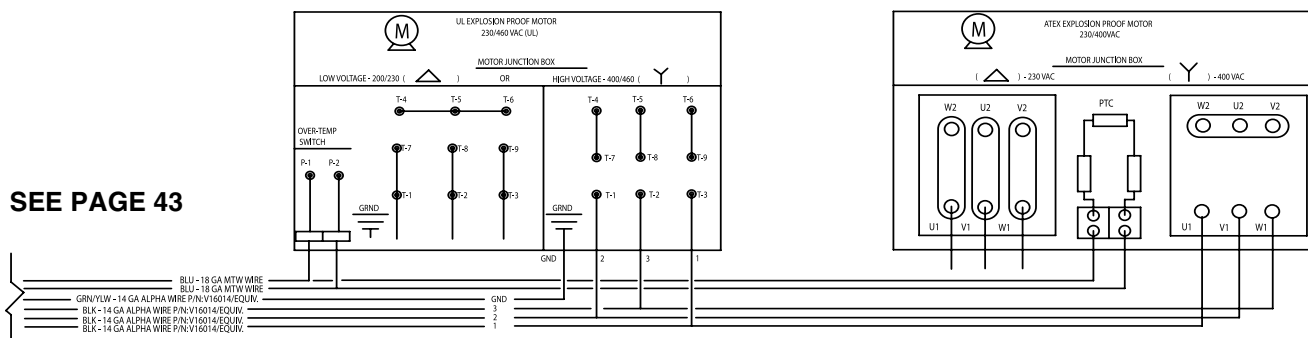 M
UL EXPLOSION PROOF MOTOR
230/460 VAC (UL)
MOTOR JUNCTION BOX
LOW VOLTAGE - 200/230 ( ) OR HIGH VOLTAGE - 400/460 ( )
T-4 T-5 T-6 T-4 T-5 T-6
OVER-TEMP
SWITCH
T-7 T-8 T-9 T-7 T-8 T-9
P-1 P-2
T-1 T-2 T-3 T-1 T-2 T-3
GRND GRND
GND 2 3 1
M
ATEX EXPLOSION PROOF MOTOR
230/400VAC
MOTOR JUNCTION BOX
( ) - 230 VAC ( ) - 400 VAC
W2 U2 V2 PTC W2 U2 V2
U1 V1 W1 U1 V1 W1
SEE PAGE 43
BLU - 18 GA MTW WIRE
BLU - 18 GA MTW WIRE
GRN/YLW - 14 GA ALPHA WIRE P/N:V16014/EQUIV. GND
BLK - 14 GA ALPHA WIRE P/N:V16014/EQUIV. 3
BLK - 14 GA ALPHA WIRE P/N:V16014/EQUIV. 2
BLK - 14 GA ALPHA WIRE P/N:V16014/EQUIV. 1